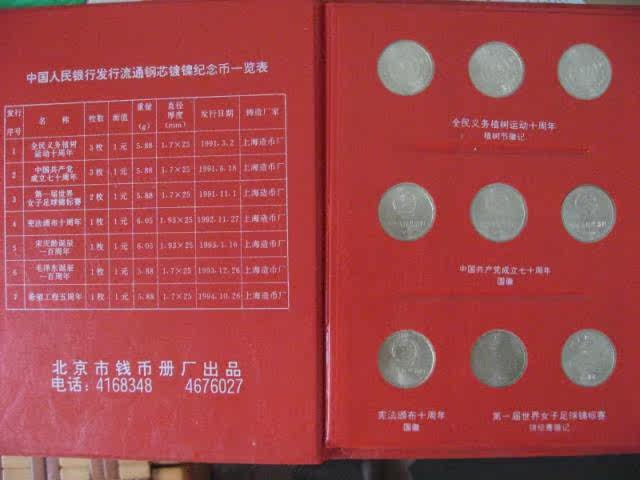 中国人民银行发行流通钢芯镀镍纪念币一览表
发行序号 名称 枚数 面值 重量(g) 直径厚度(mm) 发行日期 铸造厂家
1 全民义务植树运动十周年 3枚 1元 5.88 1.7×25 1991.3.2 上海造币厂
2 中国共产党成立七十周年 3枚 1元 5.88 1.7×25 1991.6.18 上海造币厂
3 第一届世界女子足球锦标赛 2枚 1元 5.88 1.7×25 1991.11.1 上海造币厂
4 宪法颁布十周年 1枚 1元 6.05 1.93×25 1992.11.27 上海造币厂
5 宋庆龄诞辰一百周年 1枚 1元 6.05 1.93×25 1993.1.16 上海造币厂
6 毛泽东诞辰一百周年 1枚 1元 5.88 1.7×25 1993.12.26 上海造币厂
7 希望工程五周年 1枚 1元 5.88 1.7×25 1994.10.26 上海造币厂
北京市钱币册厂出品
电话:4168348 4676027
全民义务植树运动十周年
植树节徽记
中国共产党成立七十周年
国徽
宪法颁布十周年
国徽
第一届世界女子足球锦标赛
锦标赛徽记